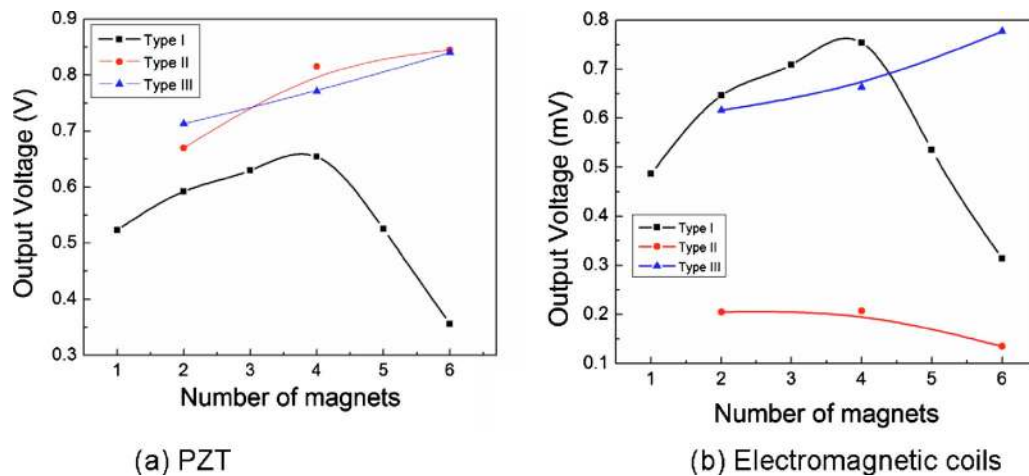 0.9
0.8
0.7
0.6
0.5
0.4
0.3
Output Voltage (V)
Type I
Type II
Type III
1 2 3 4 5 6
Number of magnets
(a) PZT
0.8
0.7
0.6
0.5
0.4
0.3
0.2
0.1
Output Voltage (mV)
Type I
Type II
Type III
1 2 3 4 5 6
Number of magnets
(b) Electromagnetic coils